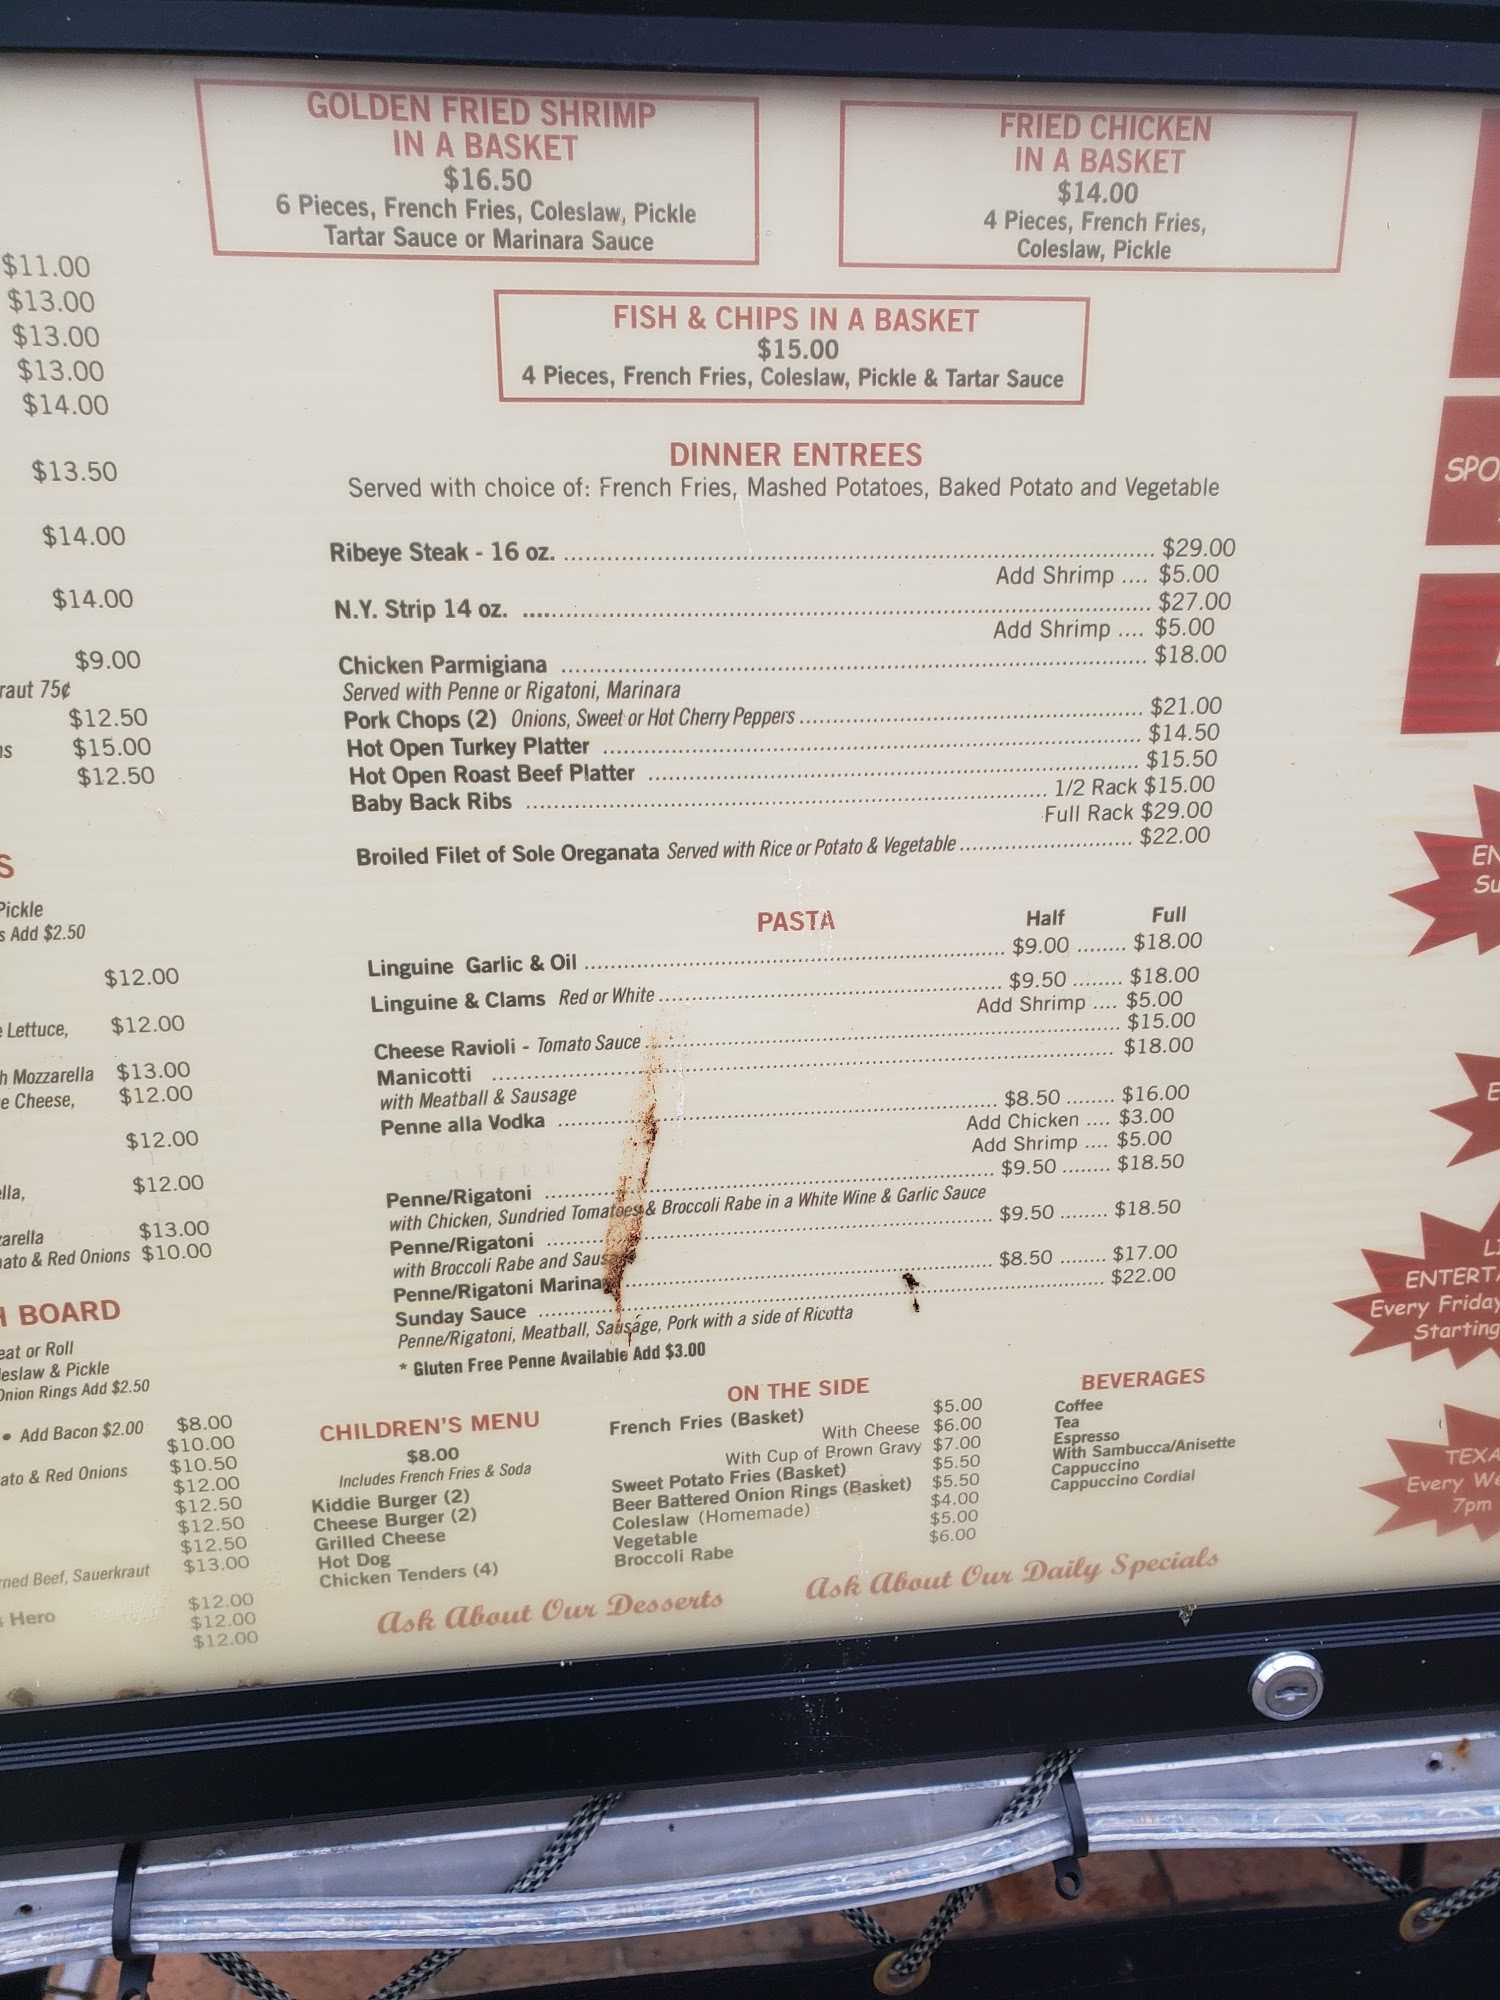 GOLDEN FRIED SHRIMP
IN A BASKET
$16.50
6 Pieces, French Fries, Coleslaw, Pickle
Tartar Sauce or Marinara Sauce
FRIED CHICKEN
IN A BASKET
$14.00
4 Pieces, French Fries,
Coleslaw, Pickle
FISH & CHIPS IN A BASKET
$15.00
4 Pieces, French Fries, Coleslaw, Pickle & Tartar Sauce
$11.00
$13.00
$13.00
$13.00
$14.00
$13.50
$14.00
$14.00
$9.00
raut 75¢
$12.50
ns $15.00
$12.50
S
Pickle
s Add $2.50
$12.00
e Lettuce, $12.00
h Mozzarella $13.00
e Cheese, $12.00
$12.00
ella, $12.00
zarella $13.00
nato & Red Onions $10.00
H BOARD
eat or Roll
eslaw & Pickle
Onion Rings Add $2.50
• Add Bacon $2.00 $8.00
$10.00
ato & Red Onions $10.50
$12.00
$12.50
$12.50
$12.50
rned Beef, Sauerkraut $13.00
$12.00
s Hero $12.00
$12.00
DINNER ENTREES
Served with choice of: French Fries, Mashed Potatoes, Baked Potato and Vegetable
Ribeye Steak - 16 oz. ........ $29.00
Add Shrimp .... $5.00
N.Y. Strip 14 oz. ........ $27.00
Add Shrimp .... $5.00
Chicken Parmigiana ........ $18.00
Served with Penne or Rigatoni, Marinara
Pork Chops (2) Onions, Sweet or Hot Cherry Peppers ........ $21.00
Hot Open Turkey Platter ........ $14.50
Hot Open Roast Beef Platter ........ $15.50
Baby Back Ribs ........ 1/2 Rack $15.00
Full Rack $29.00
Broiled Filet of Sole Oreganata Served with Rice or Potato & Vegetable ........ $22.00
PASTA Half Full
Linguine Garlic & Oil ........ $9.00 ........ $18.00
Linguine & Clams Red or White ........ $9.50 ........ $18.00
Add Shrimp .... $5.00
Cheese Ravioli - Tomato Sauce ........ $15.00
Manicotti ........ $18.00
with Meatball & Sausage
Penne alla Vodka ........ $8.50 ........ $16.00
Add Chicken .... $3.00
Add Shrimp .... $5.00
Penne/Rigatoni ........ $9.50 ........ $18.50
with Chicken, Sundried Tomatoes & Broccoli Rabe in a White Wine & Garlic Sauce
Penne/Rigatoni ........ $9.50 ........ $18.50
with Broccoli Rabe and Saus
Penne/Rigatoni Marina ........ $8.50 ........ $17.00
Sunday Sauce ........ $22.00
Penne/Rigatoni, Meatball, Sausage, Pork with a side of Ricotta
* Gluten Free Penne Available Add $3.00
CHILDREN'S MENU
$8.00
Includes French Fries & Soda
Kiddie Burger (2)
Cheese Burger (2)
Grilled Cheese
Hot Dog
Chicken Tenders (4)
ON THE SIDE
French Fries (Basket) $5.00
With Cheese $6.00
With Cup of Brown Gravy $7.00
Sweet Potato Fries (Basket) $5.50
Beer Battered Onion Rings (Basket) $5.50
Coleslaw (Homemade) $4.00
Vegetable $5.00
Broccoli Rabe $6.00
BEVERAGES
Coffee
Tea
Espresso
With Sambucca/Anisette
Cappuccino
Cappuccino Cordial
Ask About Our Desserts
Ask About Our Daily Specials
SPO
EN
Su
E
LI
ENTERTA
Every Friday
Starting
TEXA
Every We
7pm